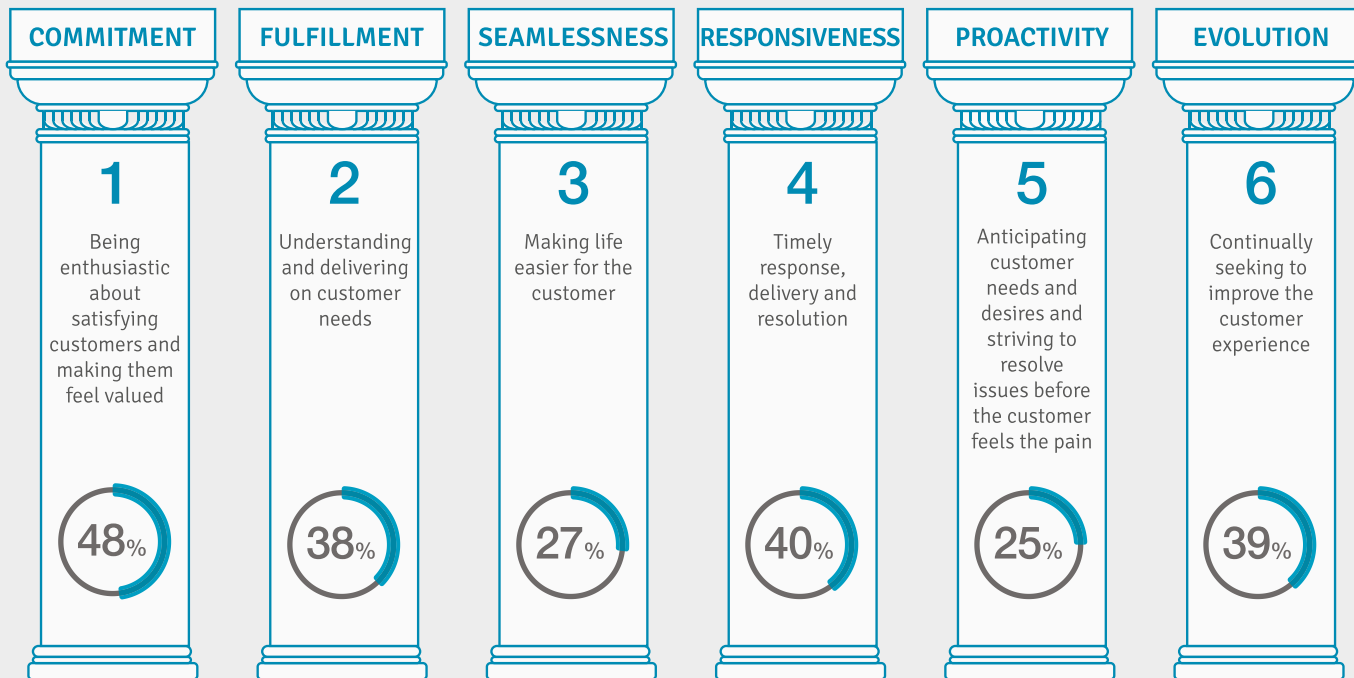 COMMITMENT
1
Being
enthusiastic
about
satisfying
customers and
making them
feel valued
48%
FULFILLMENT
2
Understanding
and delivering
on customer
needs
38%
SEAMLESSNESS
3
Making life
easier for the
customer
27%
RESPONSIVENESS
4
Timely
response,
delivery and
resolution
40%
PROACTIVITY
5
Anticipating
customer
needs and
desires and
striving to
resolve
issues before
the customer
feels the pain
25%
EVOLUTION
6
Continually
seeking to
improve the
customer
experience
39%